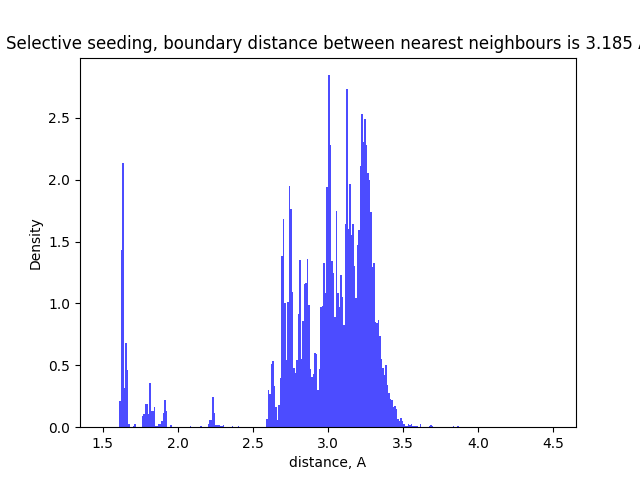 Selective seeding, boundary distance between nearest neighbours is 3.185 A
2.5
2.0
1.5
1.0
0.5
0.0
Density
1.5 2.0 2.5 3.0 3.5 4.0 4.5
distance, A